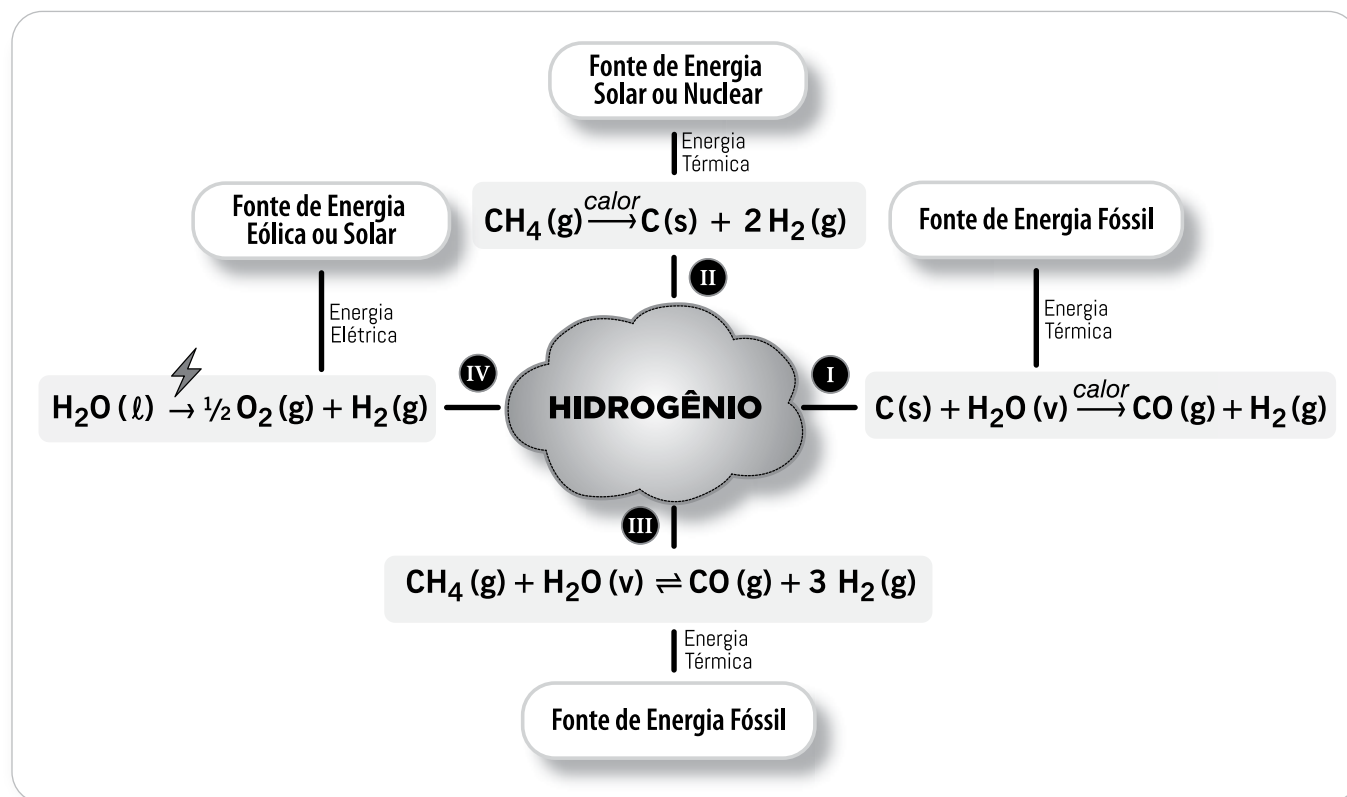 Fonte de Energia
Solar ou Nuclear
Energia
Térmica
CH₄ (g) calor⟶ C (s) + 2 H₂ (g)
II
Fonte de Energia
Eólica ou Solar
Energia
Elétrica
H₂O (ℓ) → ½ O₂ (g) + H₂ (g)
IV
HIDROGÊNIO
Fonte de Energia Fóssil
Energia
Térmica
I
C (s) + H₂O (v) calor⟶ CO (g) + H₂ (g)
III
CH₄ (g) + H₂O (v) ⇌ CO (g) + 3 H₂ (g)
Energia
Térmica
Fonte de Energia Fóssil